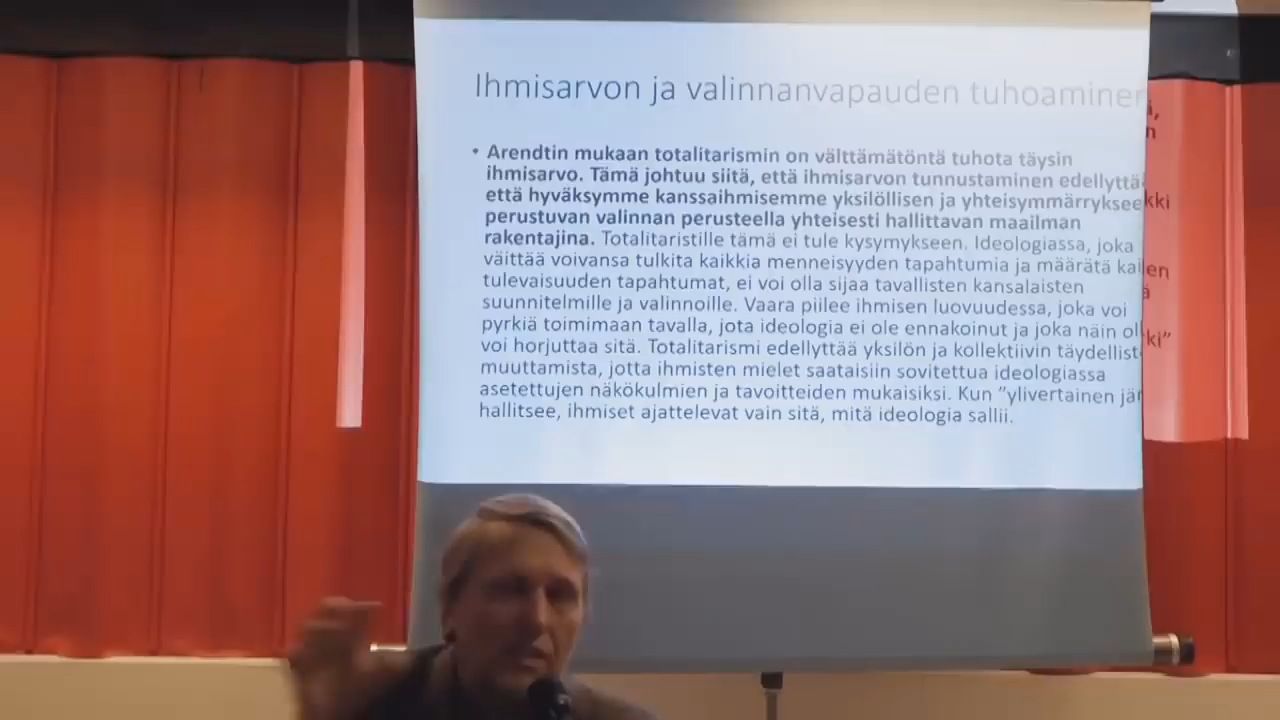 Ihmisarvon ja valinnanvapauden tuhoaminen
• Arendtin mukaan totalitarismin on välttämätöntä tuhota täysin
ihmisarvo. Tämä johtuu siitä, että ihmisarvon tunnustaminen edellyttää
että hyväksymme kanssaihmisemme yksilöllisen ja yhteisymmärrykseen
perustuvan valinnan perusteella yhteisesti hallittavan maailman
rakentajina. Totalitaristille tämä ei tule kysymykseen. Ideologiassa, joka
väittää voivansa tulkita kaikkia menneisyyden tapahtumia ja määrätä
tulevaisuuden tapahtumat, ei voi olla sijaa tavallisten kansalaisten
suunnitelmille ja valinnoille. Vaara piilee ihmisen luovuudessa, joka voi
pyrkiä toimimaan tavalla, jota ideologia ei ole ennakoinut ja joka näin
voi horjuttaa sitä. Totalitarismi edellyttää yksilön ja kollektiivin
muuttamista, jotta ihmisten mielet saataisiin sovitettua ideologiassa
asetettujen näkökulmien ja tavoitteiden mukaisiksi. Kun ”ylivertainen
hallitsee, ihmiset ajattelevat vain sitä, mitä ideologia sallii.